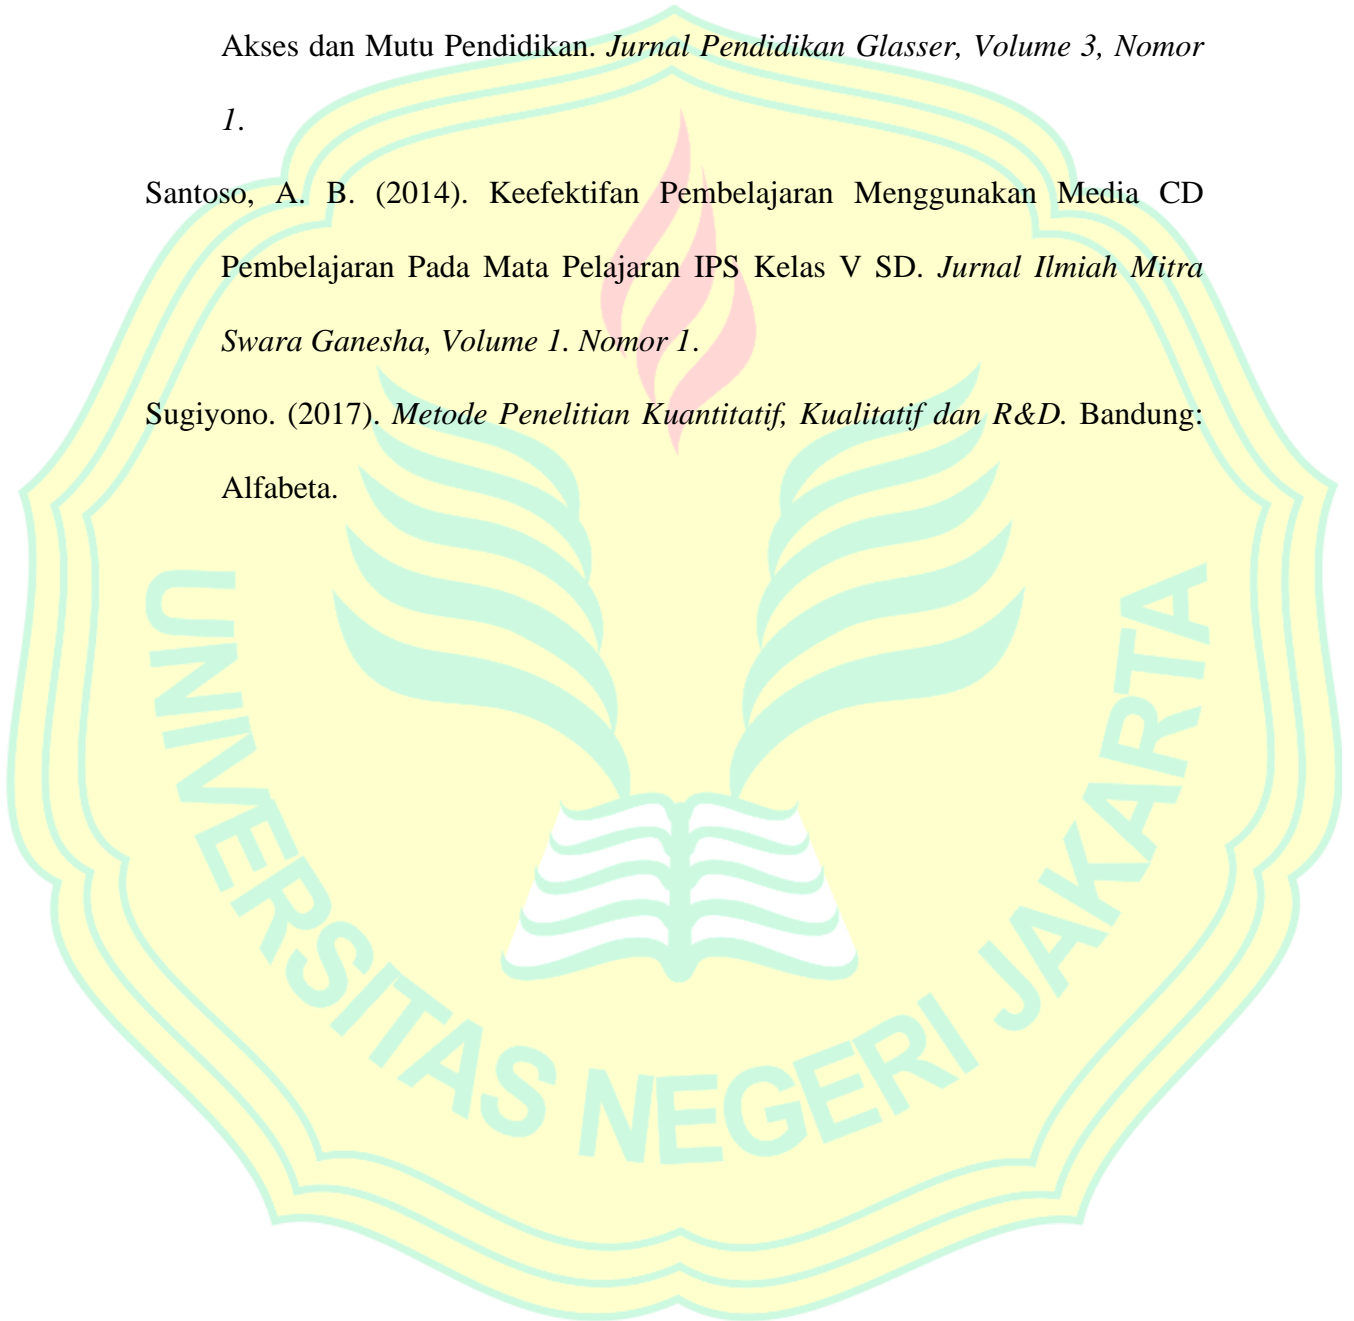 Akses dan Mutu Pendidikan. Jurnal Pendidikan Glasser, Volume 3, Nomor
1.
Santoso, A. B. (2014). Keefektifan Pembelajaran Menggunakan Media CD
Pembelajaran Pada Mata Pelajaran IPS Kelas V SD. Jurnal Ilmiah Mitra
Swara Ganesha, Volume 1. Nomor 1.
Sugiyono. (2017). Metode Penelitian Kuantitatif, Kualitatif dan R&D. Bandung:
Alfabeta.
UNIVERSITAS NEGERI JAKARTA